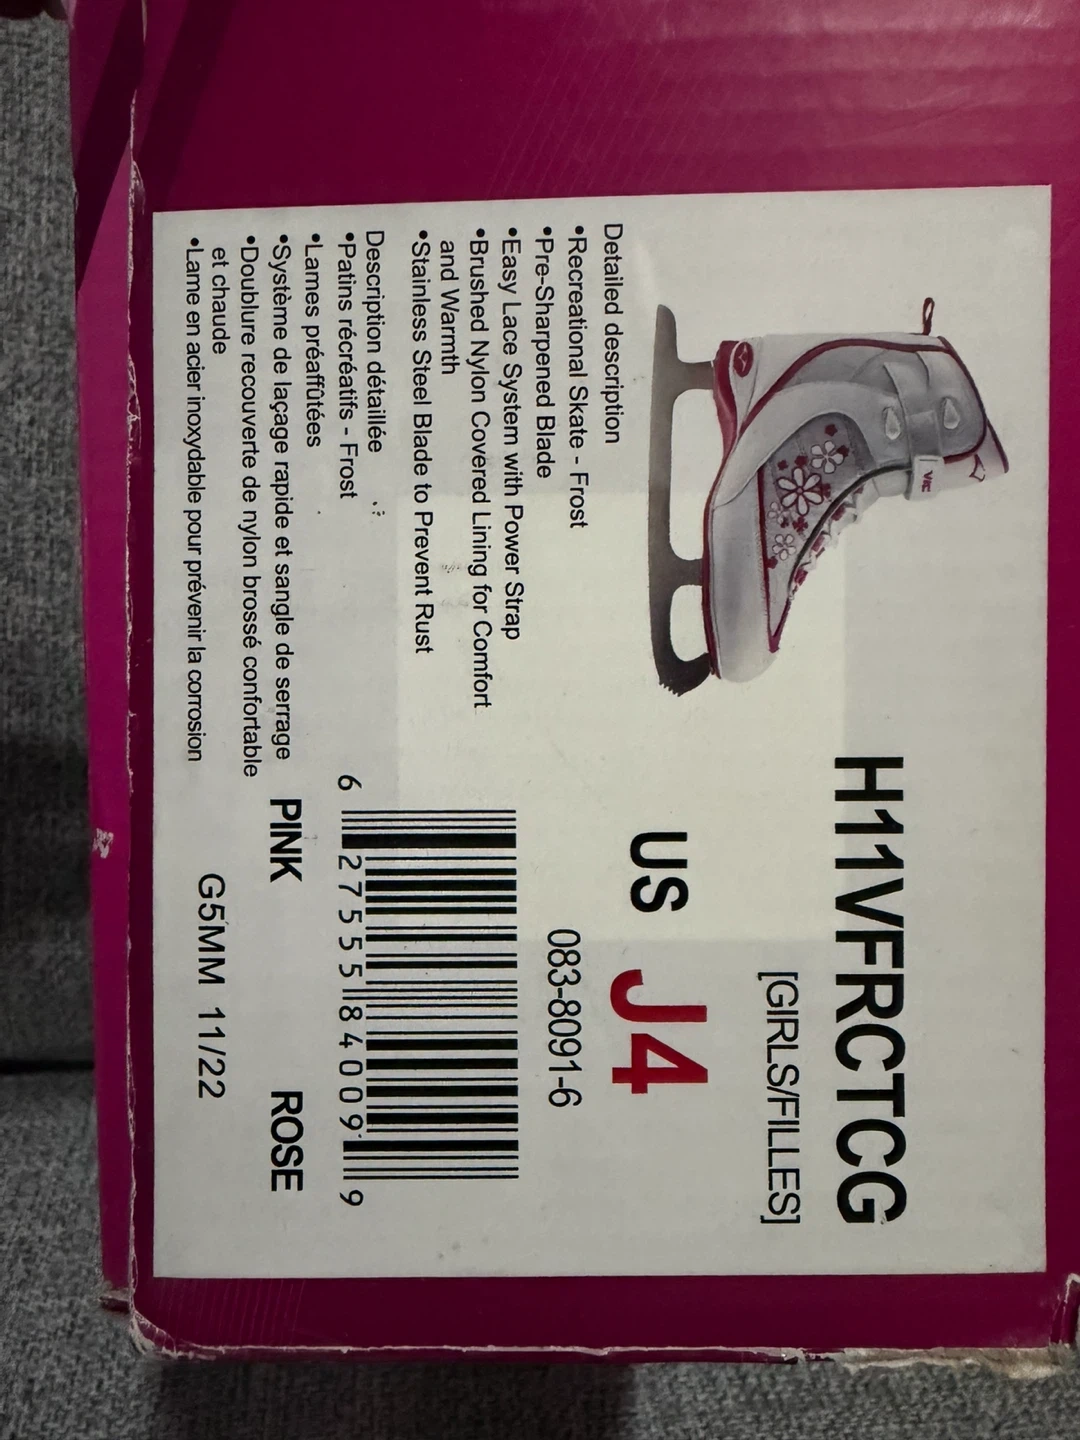 H11VFRCTCG
[GIRLS/FILLES]
US J4
083-8091-6
VIC
Detailed description
•Recreational Skate - Frost
•Pre-Sharpened Blade
•Easy Lace System with Power Strap
•Brushed Nylon Covered Lining for Comfort
and Warmth
•Stainless Steel Blade to Prevent Rust
Description détaillée
•Patins récréatifs - Frost
•Lames préaffûtées
•Système de laçage rapide et sangle de serrage
•Doublure recouverte de nylon brossé confortable
et chaude
•Lame en acier inoxydable pour prévenir la corrosion
6 27555 84009 9
PINK ROSE
G5MM 11/22